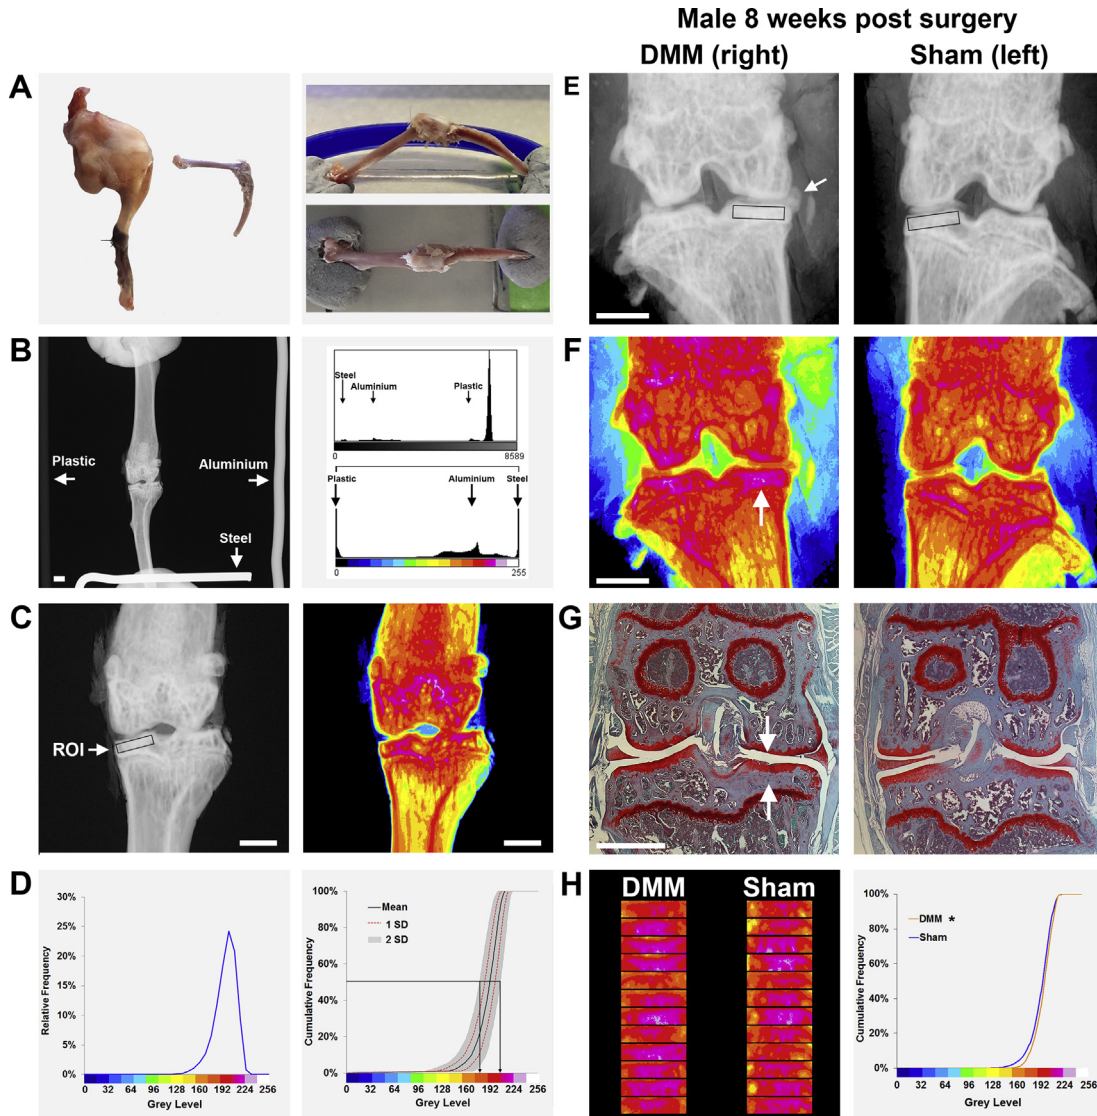 Male 8 weeks post surgery
DMM (right)
Sham (left)
A
E
B
Plastic
Aluminium
Steel
Steel
Aluminium
Plastic
0
8589
Plastic
Aluminium
Steel
0
255
F
C
ROI
G
D
Relative Frequency
30%
25%
20%
15%
10%
5%
0%
0 32 64 96 128 160 192 224 256
Grey Level
Cumulative Frequency
100%
80%
60%
40%
20%
0%
Mean
1 SD
2 SD
0 32 64 96 128 160 192 224 256
Grey Level
H
DMM
Sham
Cumulative Frequency
100%
80%
60%
40%
20%
0%
DMM *
Sham
0 32 64 96 128 160 192 224 256
Grey Level